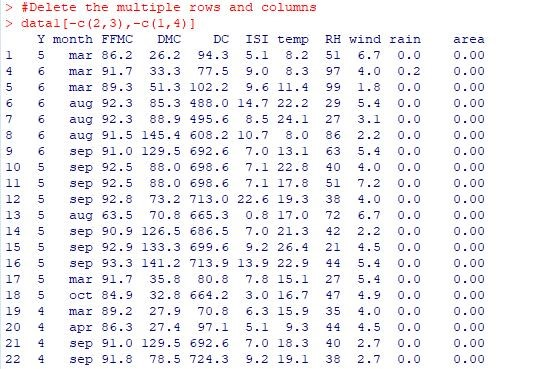 > #Delete the multiple rows and columns
> data1[-c(2,3),-c(1,4)]
Y month FFMC DMC DC ISI temp RH wind rain area
1 5 mar 86.2 26.2 94.3 5.1 8.2 51 6.7 0.0 0.00
4 6 mar 91.7 33.3 77.5 9.0 8.3 97 4.0 0.2 0.00
5 6 mar 89.3 51.3 102.2 9.6 11.4 99 1.8 0.0 0.00
6 6 aug 92.3 85.3 488.0 14.7 22.2 29 5.4 0.0 0.00
7 6 aug 92.3 88.9 495.6 8.5 24.1 27 3.1 0.0 0.00
8 6 aug 91.5 145.4 608.2 10.7 8.0 86 2.2 0.0 0.00
9 6 sep 91.0 129.5 692.6 7.0 13.1 63 5.4 0.0 0.00
10 5 sep 92.5 88.0 698.6 7.1 22.8 40 4.0 0.0 0.00
11 5 sep 92.5 88.0 698.6 7.1 17.8 51 7.2 0.0 0.00
12 5 sep 92.8 73.2 713.0 22.6 19.3 38 4.0 0.0 0.00
13 5 aug 63.5 70.8 665.3 0.8 17.0 72 6.7 0.0 0.00
14 5 sep 90.9 126.5 686.5 7.0 21.3 42 2.2 0.0 0.00
15 5 sep 92.9 133.3 699.6 9.2 26.4 21 4.5 0.0 0.00
16 5 sep 93.3 141.2 713.9 13.9 22.9 44 5.4 0.0 0.00
17 5 mar 91.7 35.8 80.8 7.8 15.1 27 5.4 0.0 0.00
18 5 oct 84.9 32.8 664.2 3.0 16.7 47 4.9 0.0 0.00
19 4 mar 89.2 27.9 70.8 6.3 15.9 35 4.0 0.0 0.00
20 4 apr 86.3 27.4 97.1 5.1 9.3 44 4.5 0.0 0.00
21 4 sep 91.0 129.5 692.6 7.0 18.3 40 2.7 0.0 0.00
22 4 sep 91.8 78.5 724.3 9.2 19.1 38 2.7 0.0 0.00